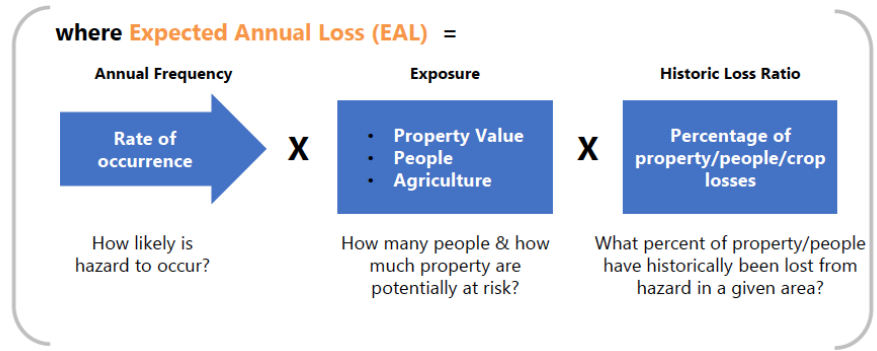 where Expected Annual Loss (EAL) =
Annual Frequency
Exposure
Historic Loss Ratio
Rate of
occurrence
X
• Property Value
• People
• Agriculture
X
Percentage of
property/people/crop
losses
How likely is
hazard to occur?
How many people & how
much property are
potentially at risk?
What percent of property/people
have historically been lost from
hazard in a given area?